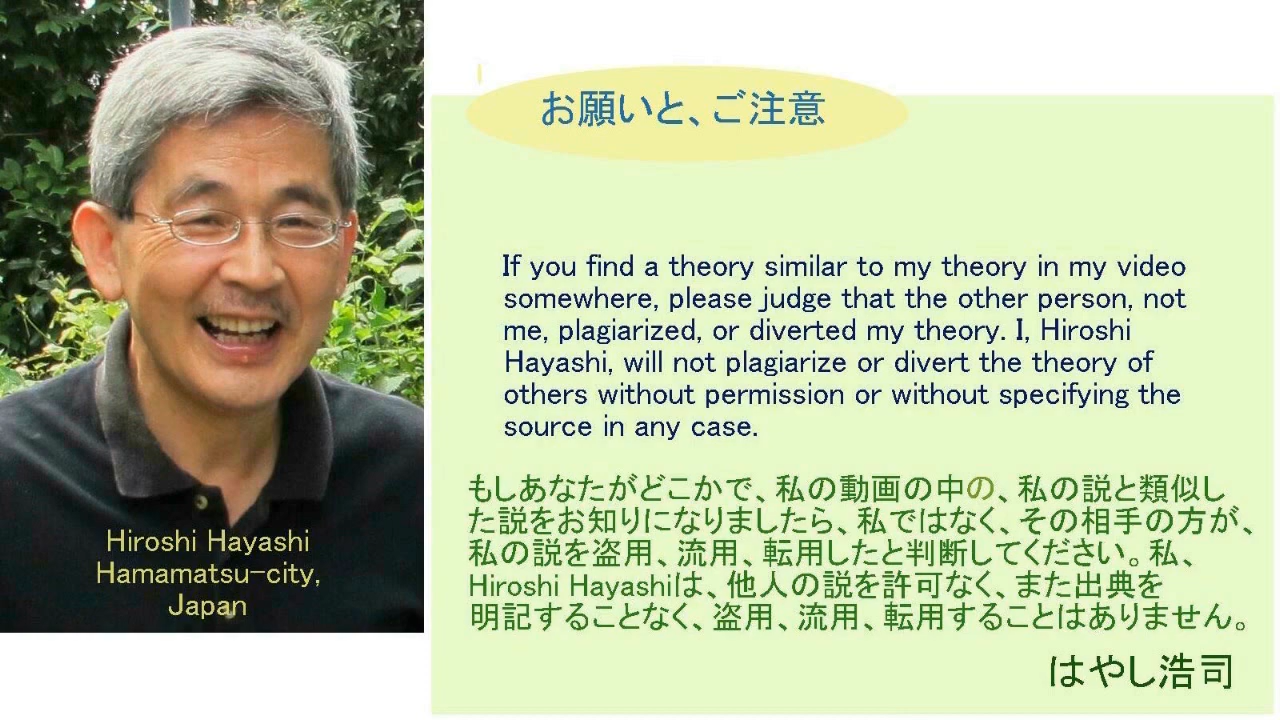 お願いと、ご注意
If you find a theory similar to my theory in my video
somewhere, please judge that the other person, not
me, plagiarized, or diverted my theory. I, Hiroshi
Hayashi, will not plagiarize or divert the theory of
others without permission or without specifying the
source in any case.
もしあなたがどこかで、私の動画の中の、私の説と類似し
た説をお知りになりましたら、私ではなく、その相手の方が、
私の説を盗用、流用、転用したと判断してください。私、
Hiroshi Hayashiは、他人の説を許可なく、また出典を
明記することなく、盗用、流用、転用することはありません。
はやし浩司
Hiroshi Hayashi
Hamamatsu-city,
Japan